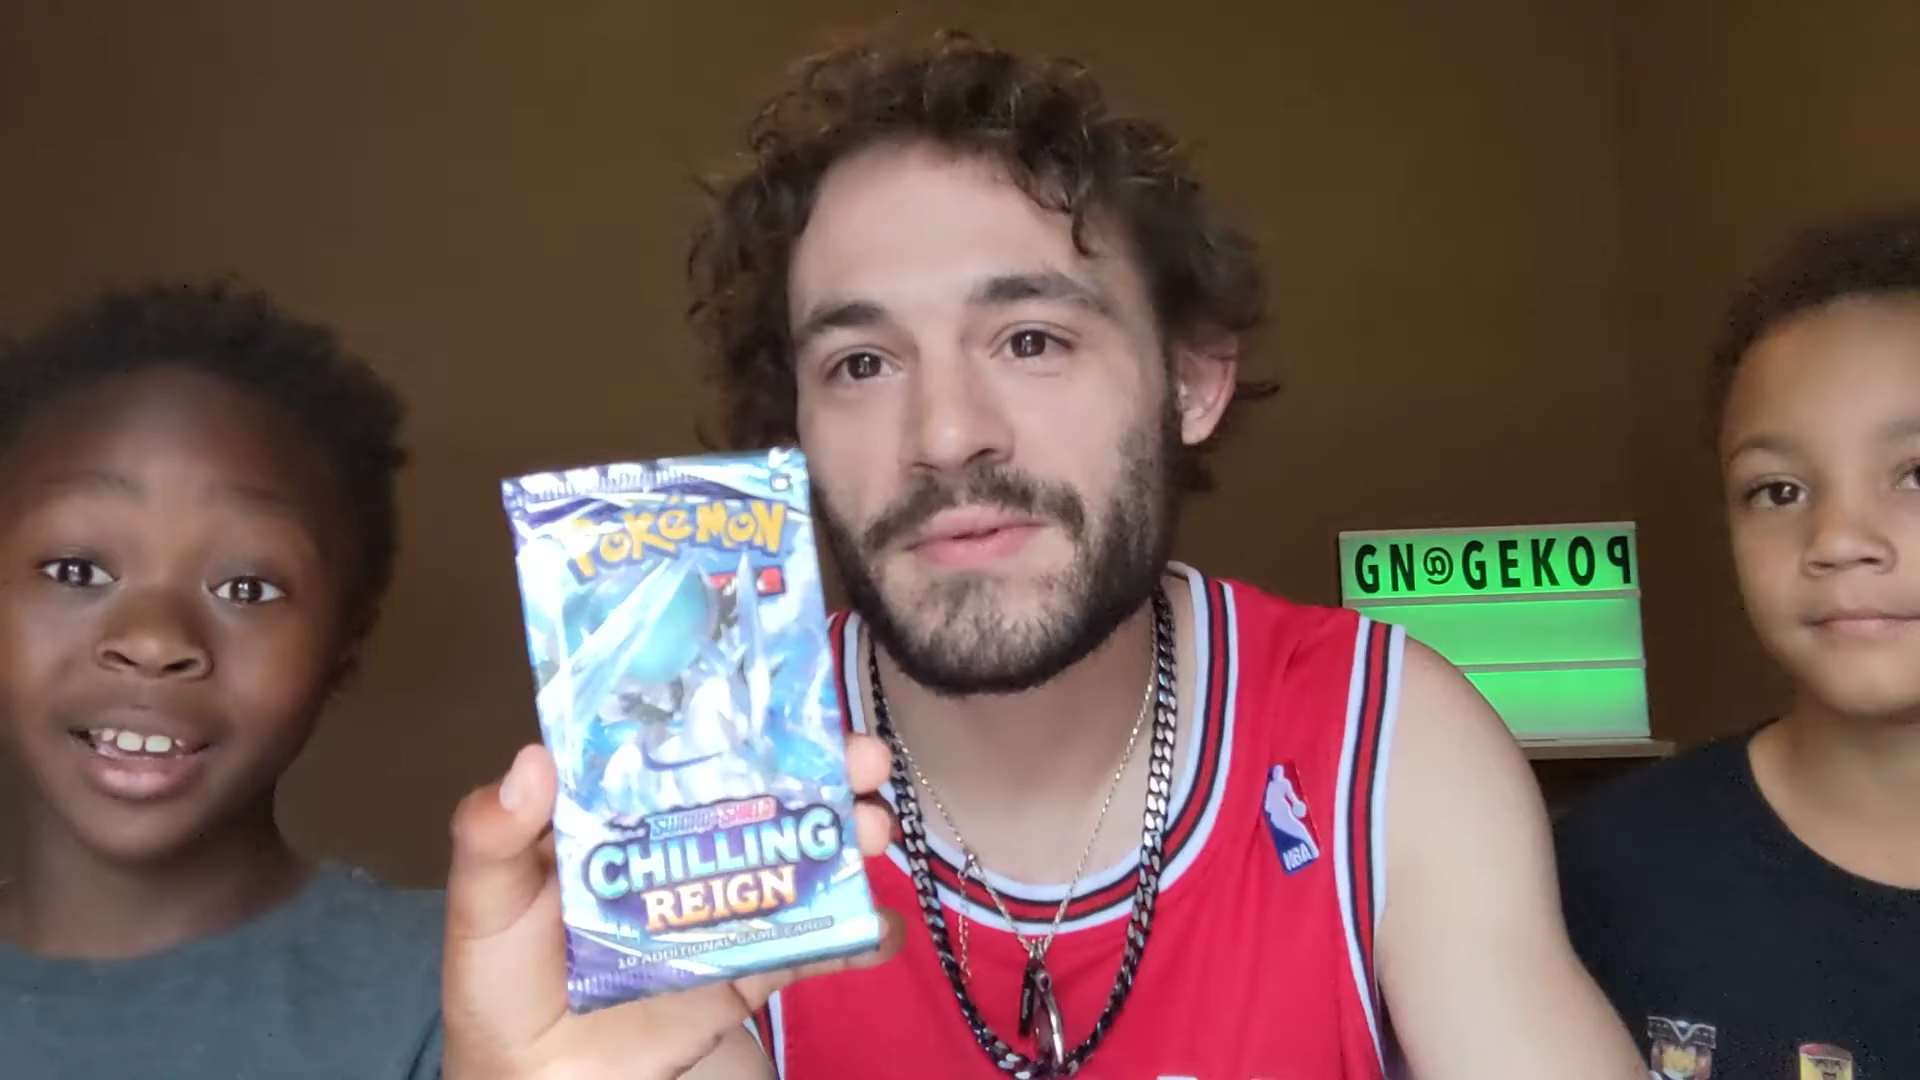 POKéMON
SWORD & SHIELD
CHILLING
REIGN
10 ADDITIONAL GAME CARDS
GN@GEKOP
NBA